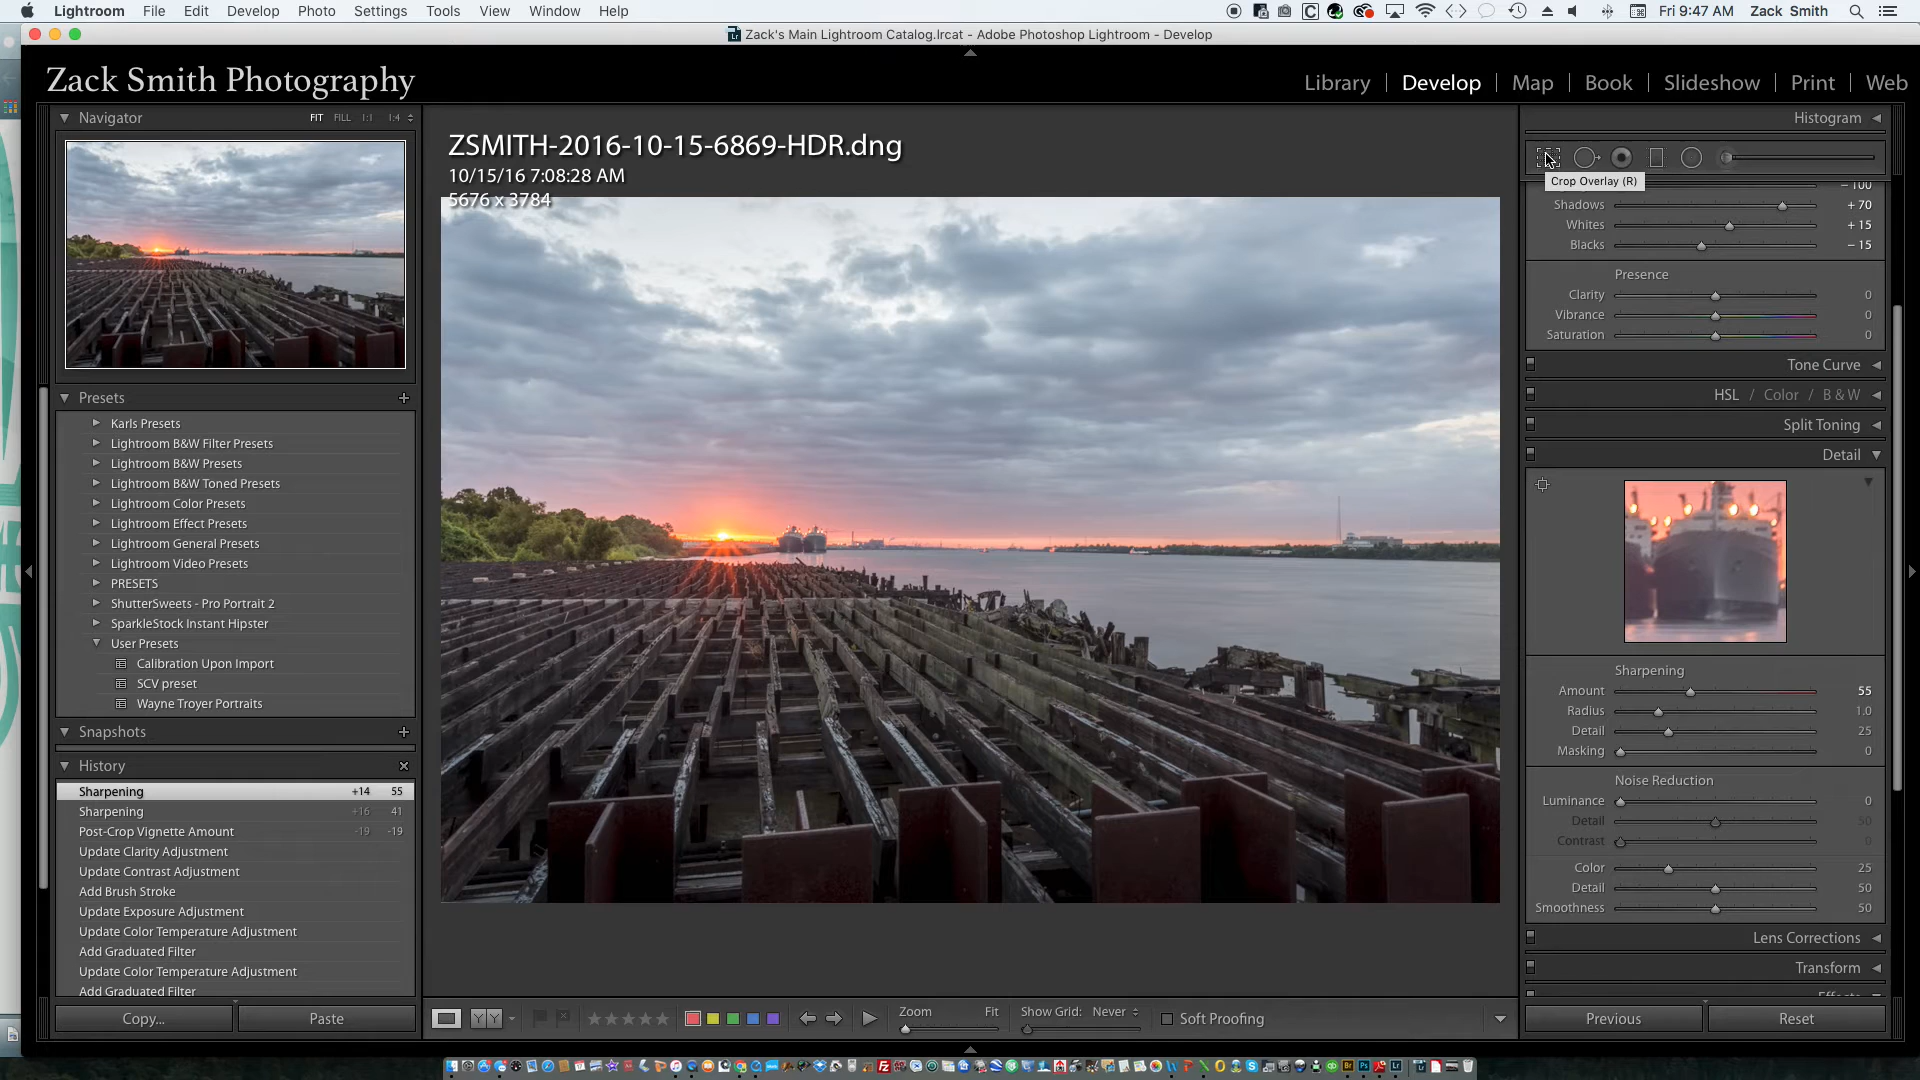 Lightroom File Edit Develop Photo Settings Tools View Window Help
Fri 9:47 AM Zack Smith
Zack's Main Lightroom Catalog.lrcat - Adobe Photoshop Lightroom - Develop
Zack Smith Photography
Library | Develop | Map | Book | Slideshow | Print | Web
Navigator FIT FILL 1:1 1:4
Presets
Karls Presets
Lightroom B&W Filter Presets
Lightroom B&W Presets
Lightroom B&W Toned Presets
Lightroom Color Presets
Lightroom Effect Presets
Lightroom General Presets
Lightroom Video Presets
PRESETS
ShutterSweets - Pro Portrait 2
SparkleStock Instant Hipster
User Presets
Calibration Upon Import
SCV preset
Wayne Troyer Portraits
Snapshots
History
Sharpening +14 55
Sharpening +16 41
Post-Crop Vignette Amount -19 -19
Update Clarity Adjustment
Update Contrast Adjustment
Add Brush Stroke
Update Exposure Adjustment
Update Color Temperature Adjustment
Add Graduated Filter
Update Color Temperature Adjustment
Add Graduated Filter
Copy... Paste
ZSMITH-2016-10-15-6869-HDR.dng
10/15/16 7:08:28 AM
5676 x 3784
Zoom Fit Show Grid: Never Soft Proofing
Histogram
Crop Overlay (R)
- 100
Shadows + 70
Whites + 15
Blacks - 15
Presence
Clarity 0
Vibrance 0
Saturation 0
Tone Curve
HSL / Color / B & W
Split Toning
Detail
Sharpening
Amount 55
Radius 1.0
Detail 25
Masking 0
Noise Reduction
Luminance 0
Detail 50
Contrast 0
Color 25
Detail 50
Smoothness 50
Lens Corrections
Transform
Effects
Previous Reset